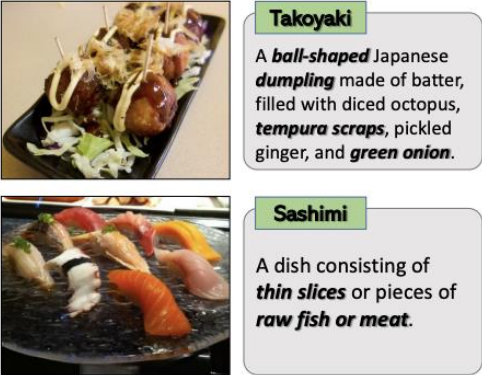 Takoyaki
A ball-shaped Japanese
dumpling made of batter,
filled with diced octopus,
tempura scraps, pickled
ginger, and green onion.
Sashimi
A dish consisting of
thin slices or pieces of
raw fish or meat.